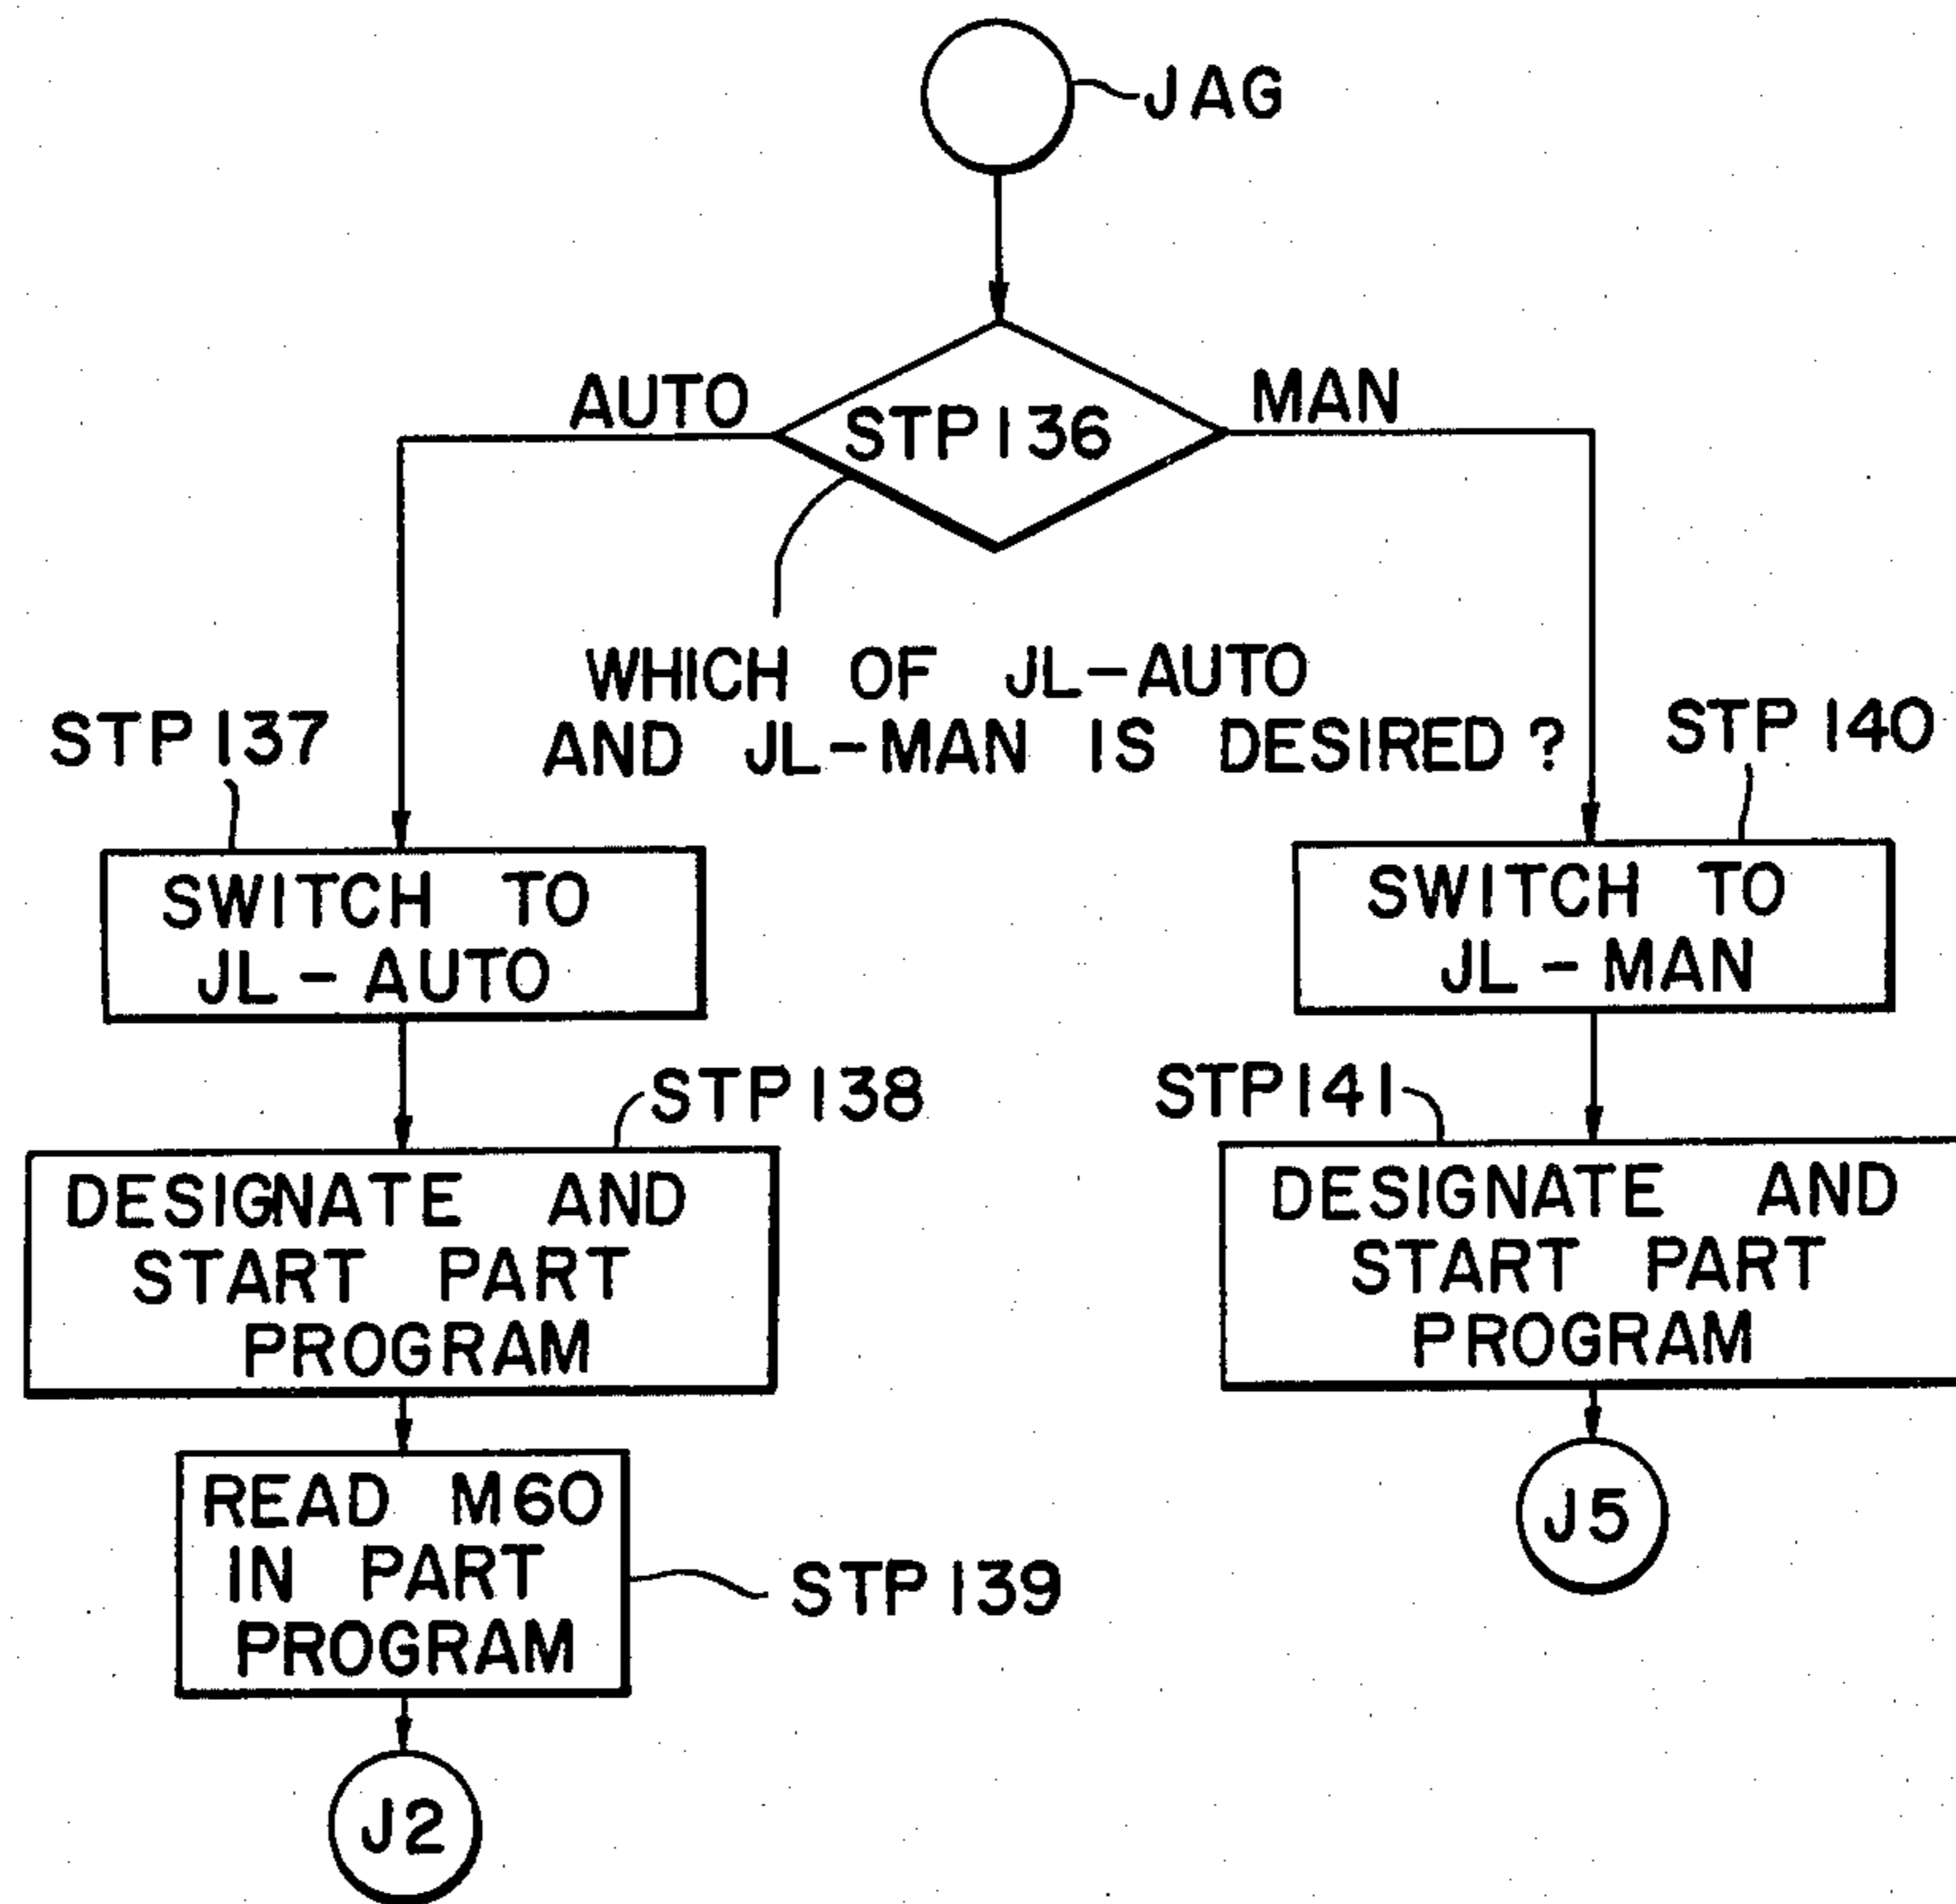 JAG
AUTO
MAN
STP136
WHICH OF JL-AUTO
AND JL-MAN IS DESIRED?
STP137
STP140
SWITCH TO
JL-AUTO
SWITCH TO
JL-MAN
STP138
STP141
DESIGNATE AND
START PART
PROGRAM
DESIGNATE AND
START PART
PROGRAM
READ M60
IN PART
PROGRAM
STP139
J5
J2